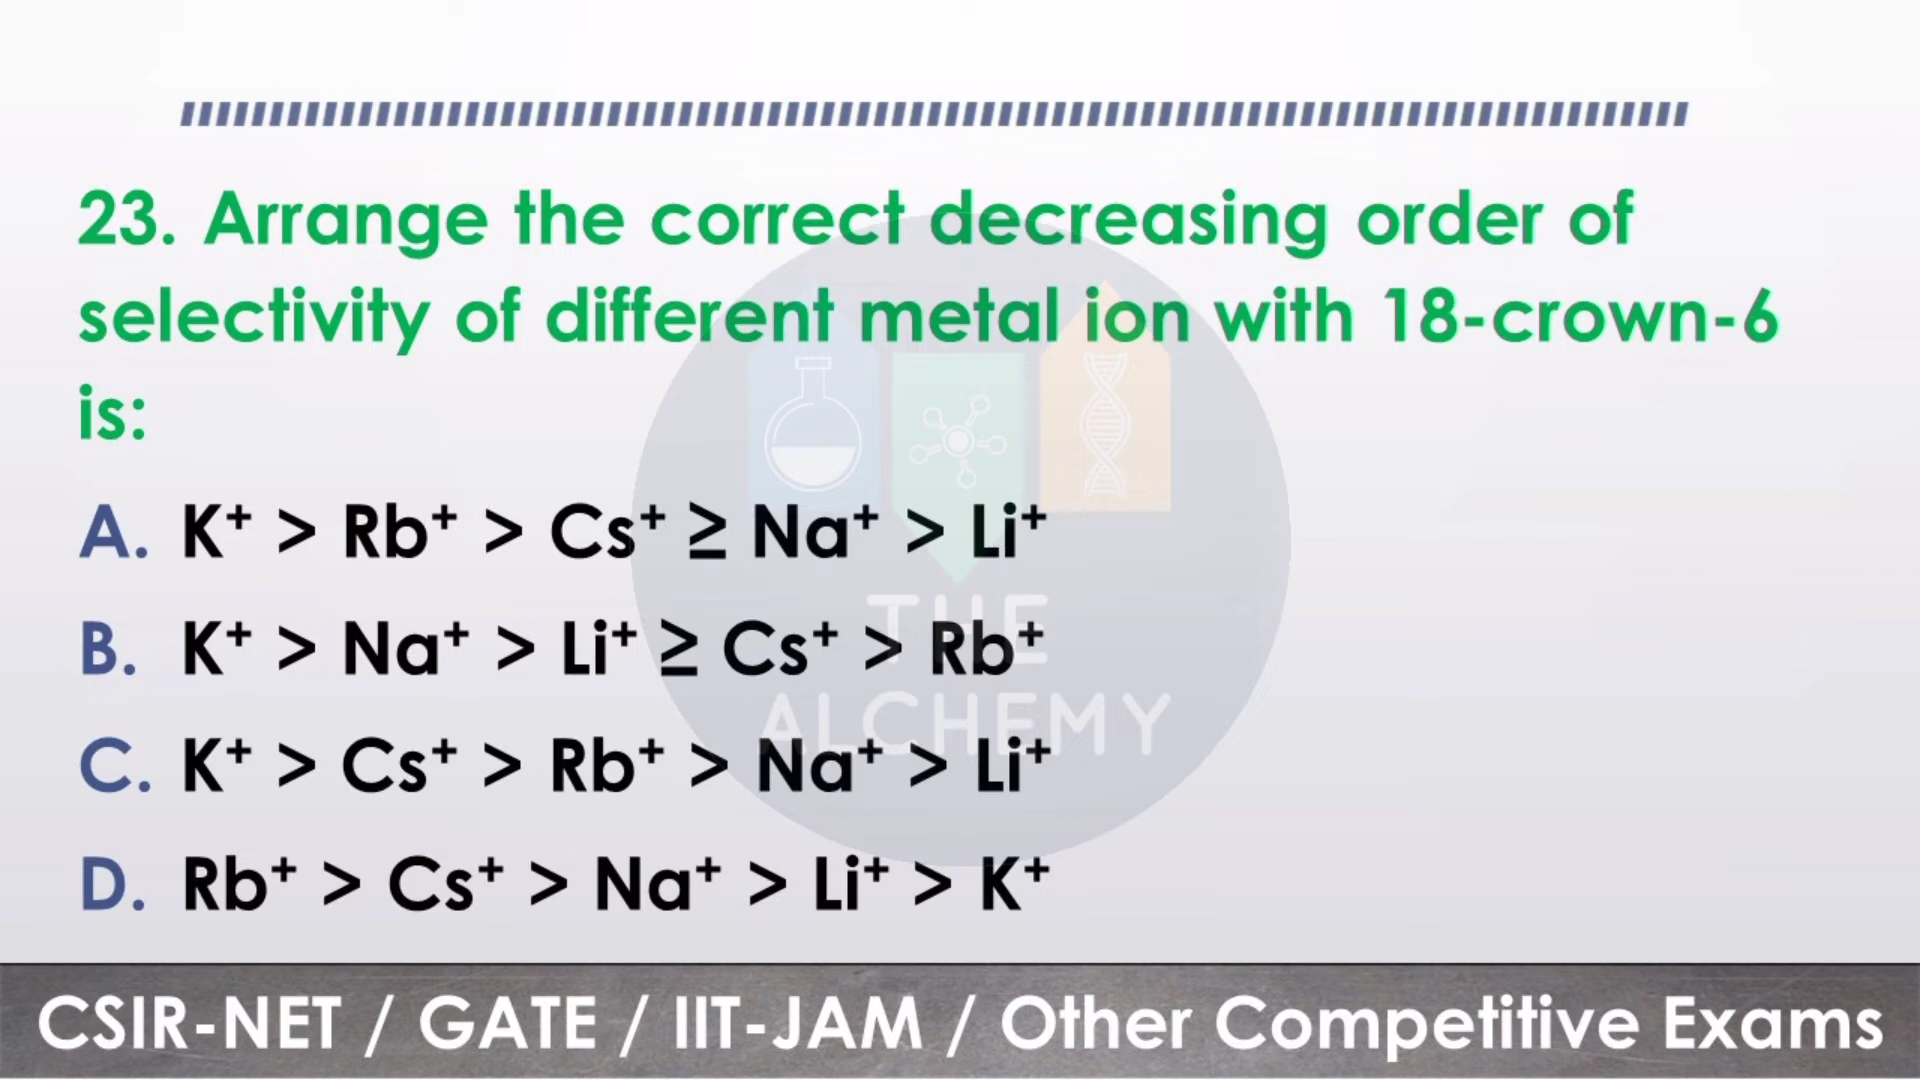 23. Arrange the correct decreasing order of
selectivity of different metal ion with 18-crown-6
is:
A. K⁺ > Rb⁺ > Cs⁺ ≥ Na⁺ > Li⁺
B. K⁺ > Na⁺ > Li⁺ ≥ Cs⁺ > Rb⁺
C. K⁺ > Cs⁺ > Rb⁺ > Na⁺ > Li⁺
D. Rb⁺ > Cs⁺ > Na⁺ > Li⁺ > K⁺
THE
ALCHEMY
CSIR-NET / GATE / IIT-JAM / Other Competitive Exams